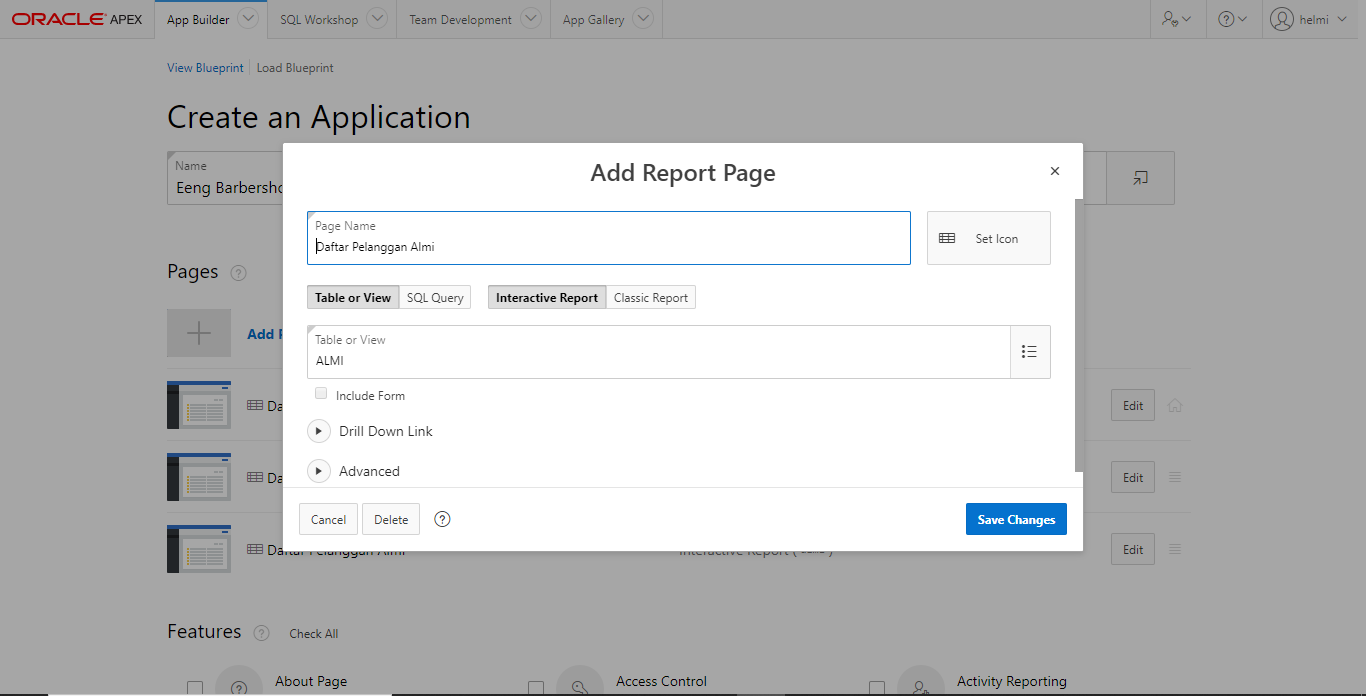 ORACLE APEX App Builder SQL Workshop Team Development App Gallery helmi
View Blueprint Load Blueprint
Create an Application
Name
Eeng
Add Report Page
Page Name
Daftar Pelanggan Almi
Set Icon
Pages
Table or View SQL Query Interactive Report Classic Report
Add
Table or View
ALMI
Include Form
Edit
Drill Down Link
Advanced
Edit
Cancel Delete Save Changes
Daftar Pelanggan Almi Interactive Report Edit
Features Check All
About Page Access Control Activity Reporting